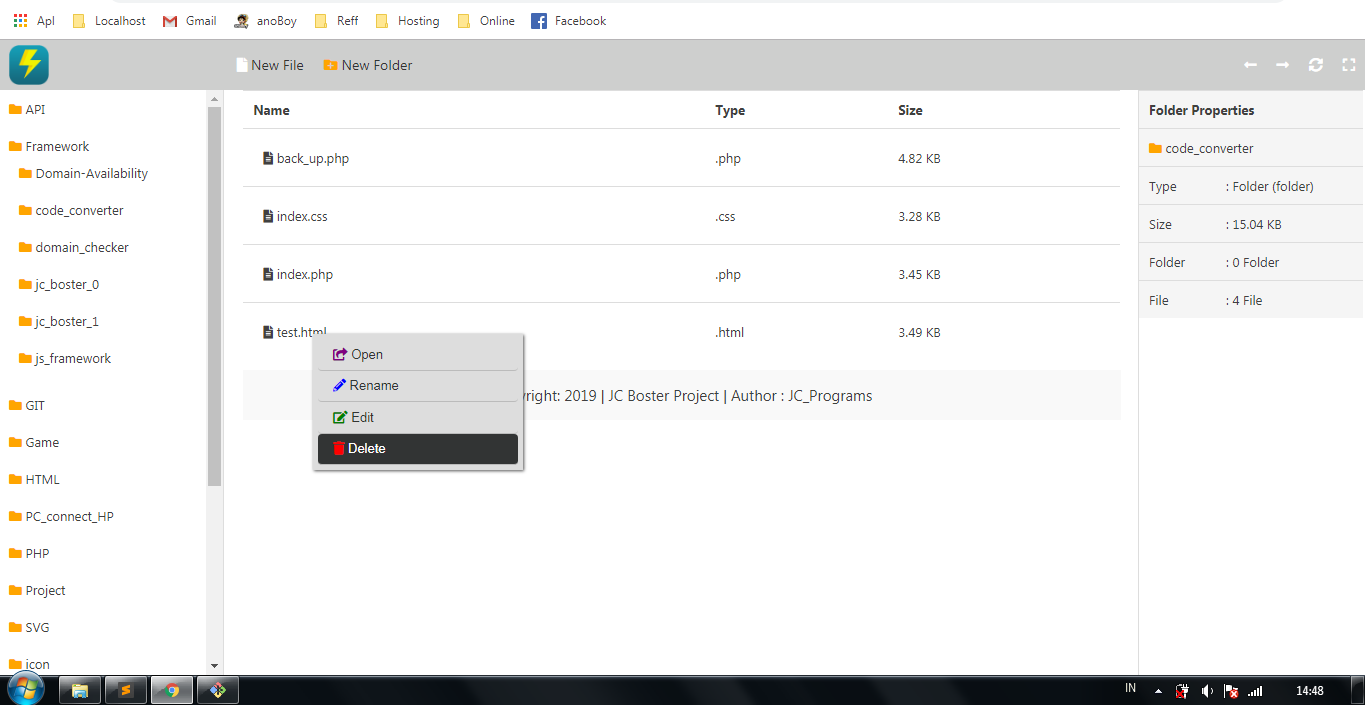 Apl Localhost Gmail anoBoy Reff Hosting Online Facebook
New File New Folder
API
Framework
Domain-Availability
code_converter
domain_checker
jc_boster_0
jc_boster_1
js_framework
GIT
Game
HTML
PC_connect_HP
PHP
Project
SVG
icon
Name Type Size
back_up.php .php 4.82 KB
index.css .css 3.28 KB
index.php .php 3.45 KB
test.html .html 3.49 KB
Open
Rename
Edit
Delete
2019 | JC Boster Project | Author : JC_Programs
Folder Properties
code_converter
Type : Folder (folder)
Size : 15.04 KB
Folder : 0 Folder
File : 4 File
IN 14:48